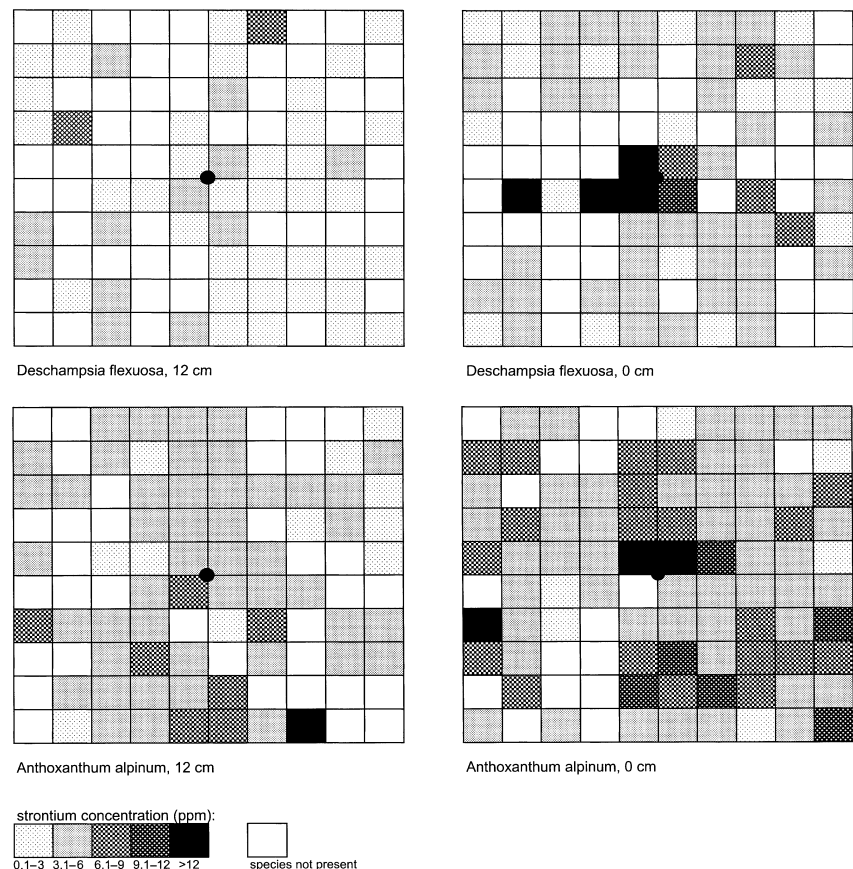 Deschampsia flexuosa, 12 cm
Deschampsia flexuosa, 0 cm
Anthoxanthum alpinum, 12 cm
Anthoxanthum alpinum, 0 cm
strontium concentration (ppm):
0.1–3 3.1–6 6.1–9 9.1–12 >12
species not present